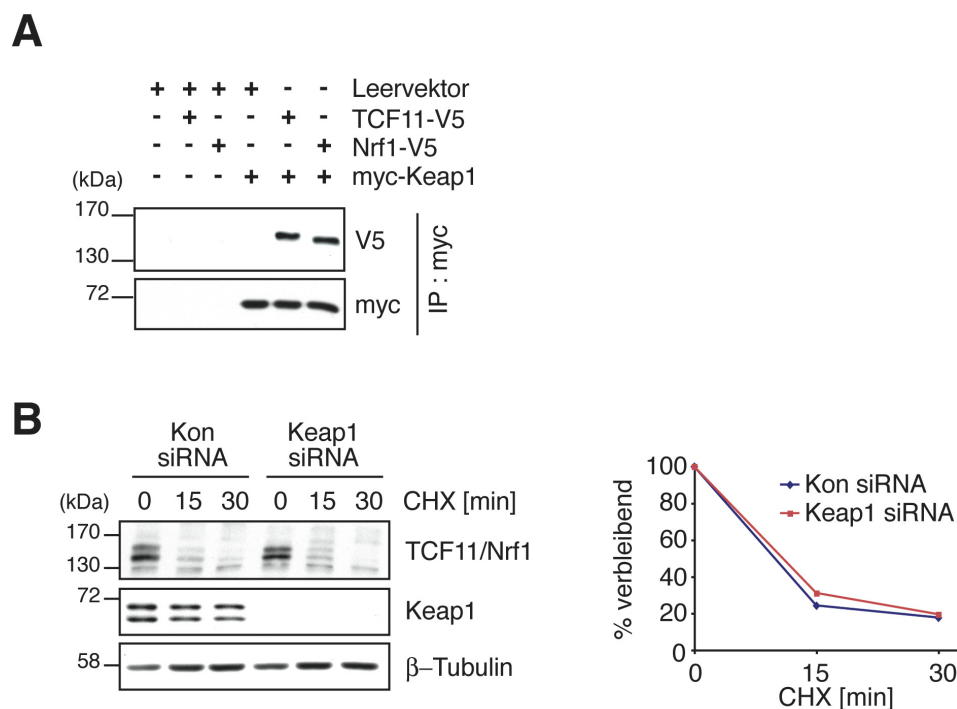 A
+ + + + - - Leervektor
- + - - + - TCF11-V5
- - + - - + Nrf1-V5
(kDa) - - - + + + myc-Keap1
170
V5
130
72
myc
IP : myc
B
Kon siRNA
Keap1 siRNA
(kDa) 0 15 30 0 15 30 CHX [min]
170
TCF11/Nrf1
130
72
Keap1
58
β–Tubulin
100
80
60
40
20
0
% verbleibend
Kon siRNA
Keap1 siRNA
0 15 30
CHX [min]